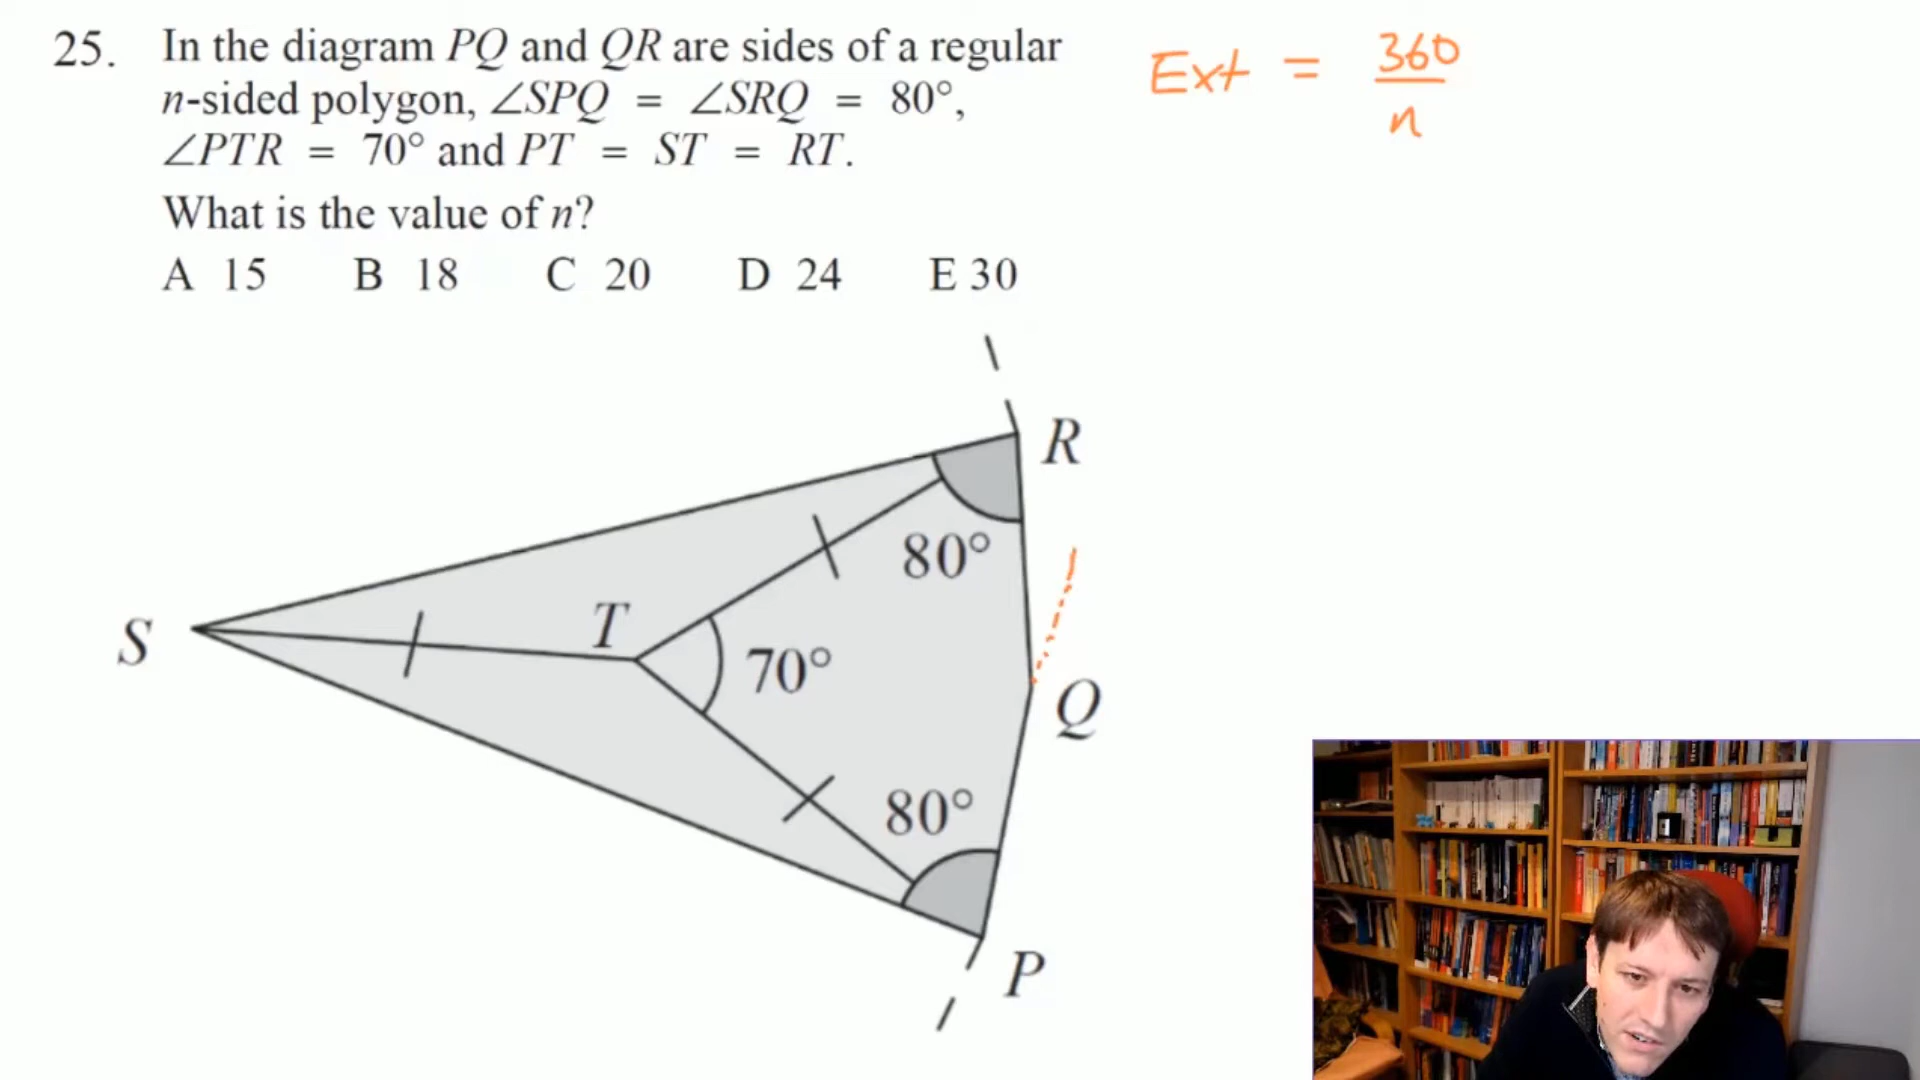 25. In the diagram PQ and QR are sides of a regular
n-sided polygon, ∠SPQ = ∠SRQ = 80°,
∠PTR = 70° and PT = ST = RT.
What is the value of n?
A 15 B 18 C 20 D 24 E 30
Ext = 360/n
R
80°
S
T
70°
Q
80°
P